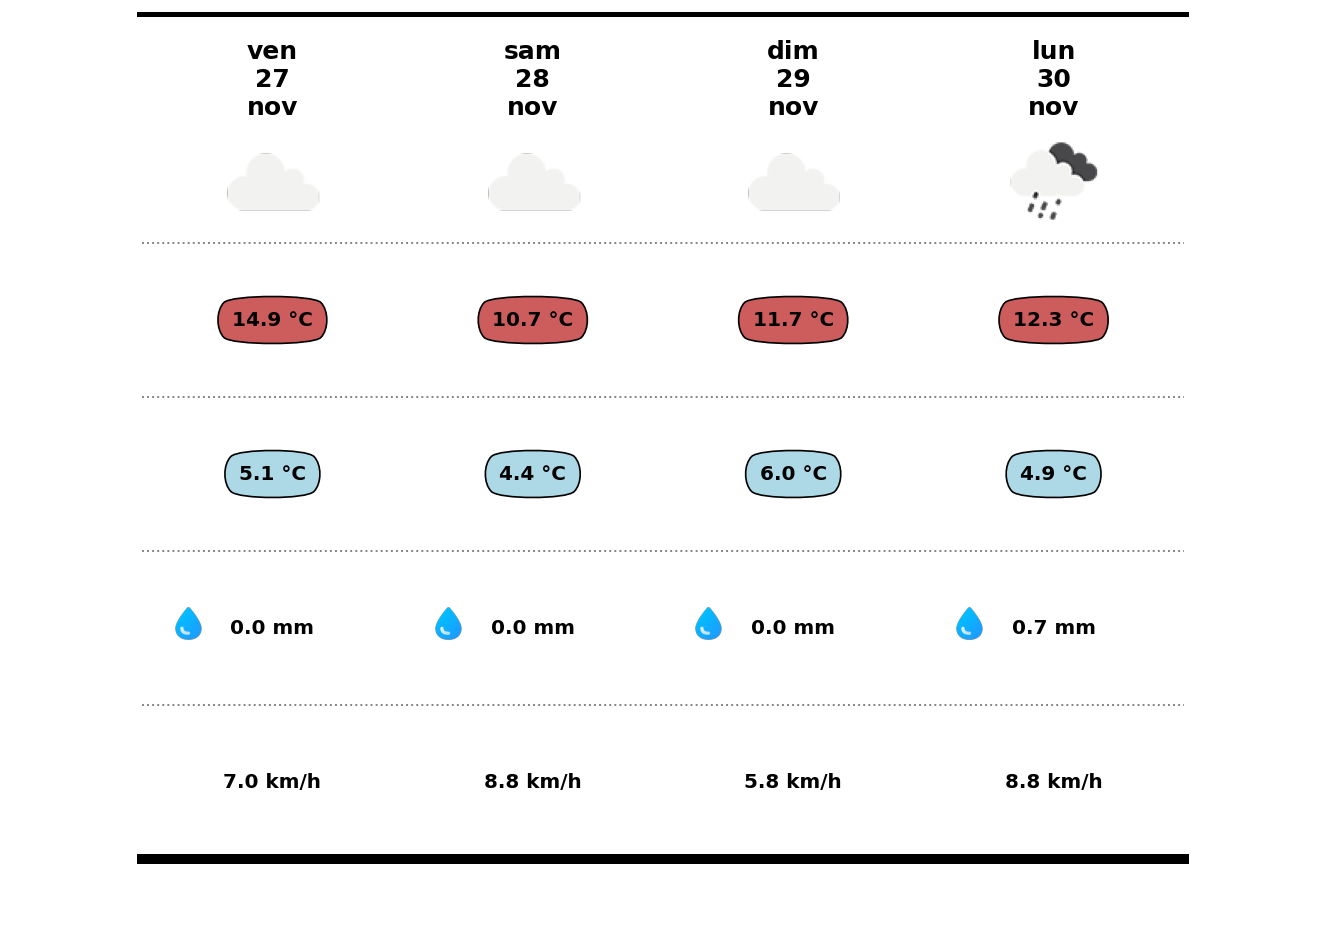 ven
27
nov
sam
28
nov
dim
29
nov
lun
30
nov
14.9 °C
10.7 °C
11.7 °C
12.3 °C
5.1 °C
4.4 °C
6.0 °C
4.9 °C
0.0 mm
0.0 mm
0.0 mm
0.7 mm
7.0 km/h
8.8 km/h
5.8 km/h
8.8 km/h